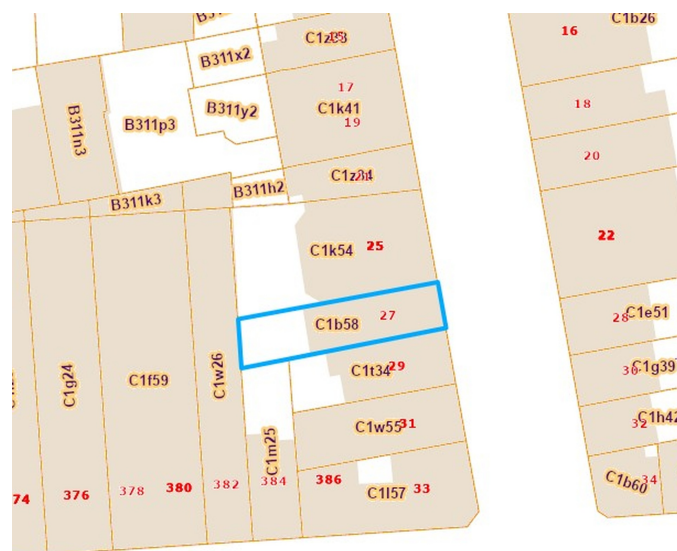 C1b26
16
B311x2
17
B311y2
C1k41
18
B311n3
B311p3
19
20
B311h2
B311k3
22
C1k54
25
27
C1b58
28
C1e51
C1w26
C1g24
C1f59
C1t34
29
30
C1g39
C1w55
31
32
C1h42
C1m25
74
376
378
380
382
384
386
C1l57
33
C1b60
34